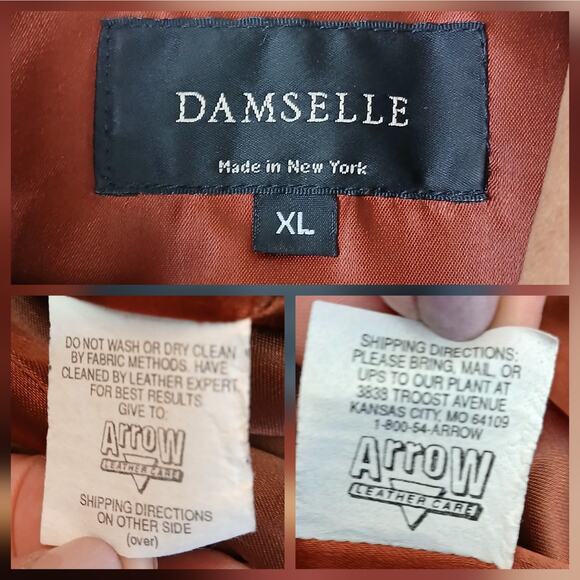 DAMSELLE
Made in New York
XL
DO NOT WASH OR DRY CLEAN
BY FABRIC METHODS. HAVE
CLEANED BY LEATHER EXPERT
FOR BEST RESULTS
GIVE TO:
ArroW
LEATHER CARE
SHIPPING DIRECTIONS
ON OTHER SIDE
(over)
SHIPPING DIRECTIONS:
PLEASE BRING, MAIL, OR
UPS TO OUR PLANT AT
3838 TROOST AVENUE
KANSAS CITY, MO 64109
1-800-54-ARROW
ArroW
LEATHER CARE